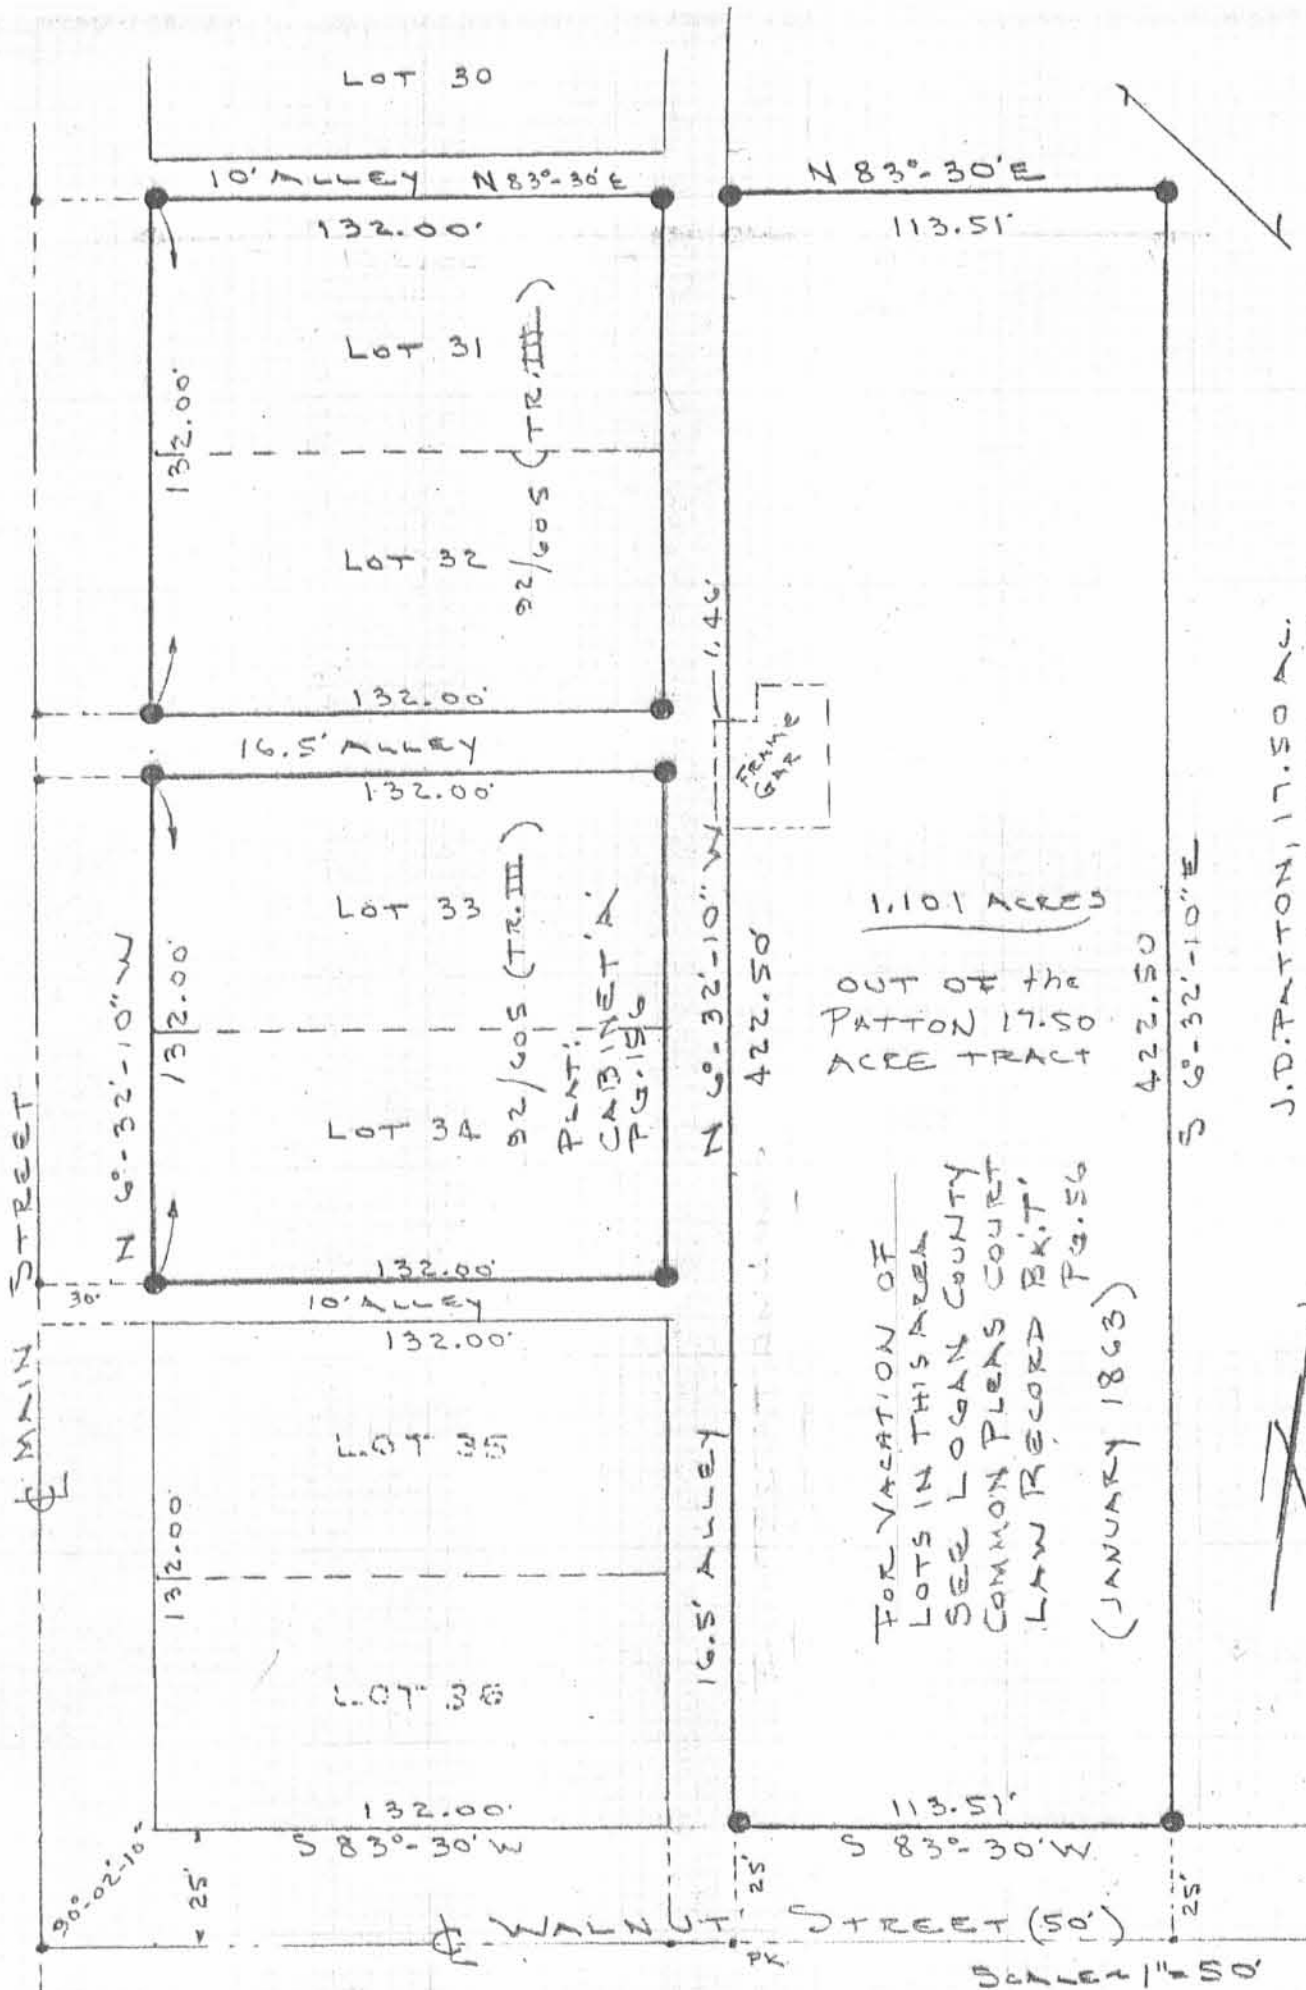 LOT 30
10' ALLEY N 83°-30' E
132.00'
N 83°-30' E
113.51'
LOT 31
132.00'
LOT 32
92/605 (TR. III)
132.00'
1.46'
16.5' ALLEY
132.00'
FRAME
GAR
LOT 33
132.00'
LOT 34
92/605 (TR. III)
PLAT:
CABINET 'A'
PG. 156
N 6°-32'-10" W
N 6°-32'-10" W
422.50'
1.101 ACRES
OUT OF the
PATTON 17.50
ACRE TRACT
422.50
S 6°-32'-10" E
J.D. PATTON, 17.50 AC.
132.00'
30'
10' ALLEY
132.00'
℄ MAIN STREET
LOT 35
132.00'
LOT 36
16.5' ALLEY
FOR VACATION OF
LOTS IN THIS AREA
SEE LOGAN COUNTY
COMMON PLEAS COURT
LAW RECORD BK. 'T'
PG. 56
(JANUARY 1863)
132.00'
S 83°-30' W
113.51'
S 83°-30' W
90°-02'-10"
25'
25'
25'
℄ WALNUT STREET (50')
PK
SCALE 1" = 50'